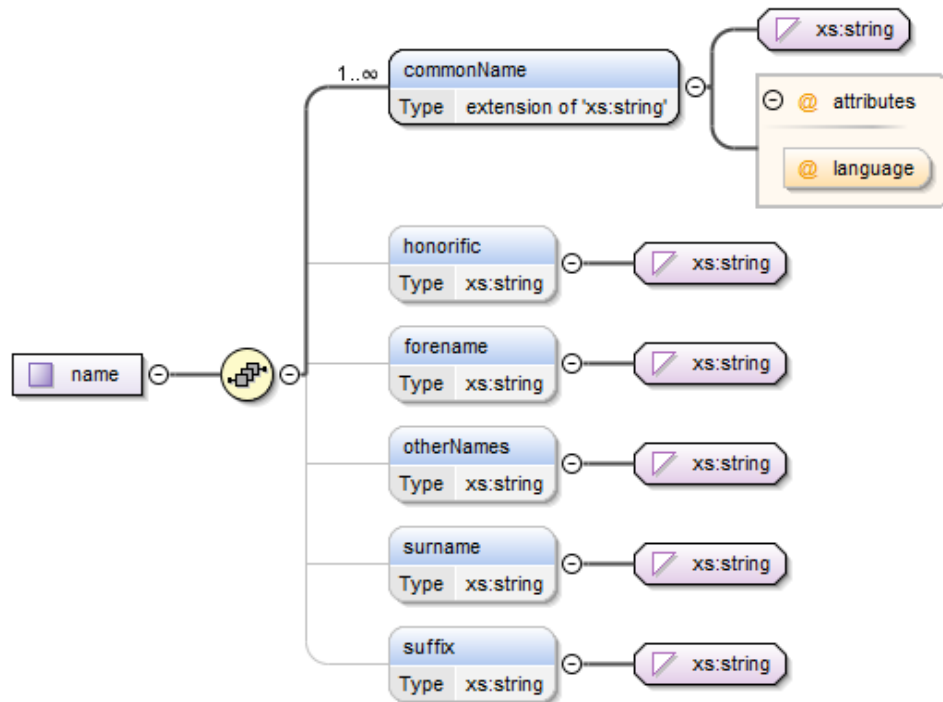 xs:string
1..∞
commonName
Type extension of 'xs:string'
@ attributes
@ language
honorific
Type xs:string
xs:string
forename
Type xs:string
xs:string
name
otherNames
Type xs:string
xs:string
surname
Type xs:string
xs:string
suffix
Type xs:string
xs:string